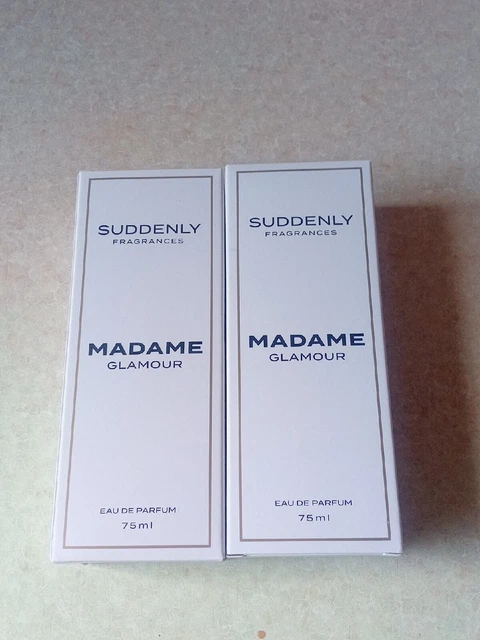 SUDDENLY
FRAGRANCES
MADAME
GLAMOUR
EAU DE PARFUM
75ml
SUDDENLY
FRAGRANCES
MADAME
GLAMOUR
EAU DE PARFUM
75ml